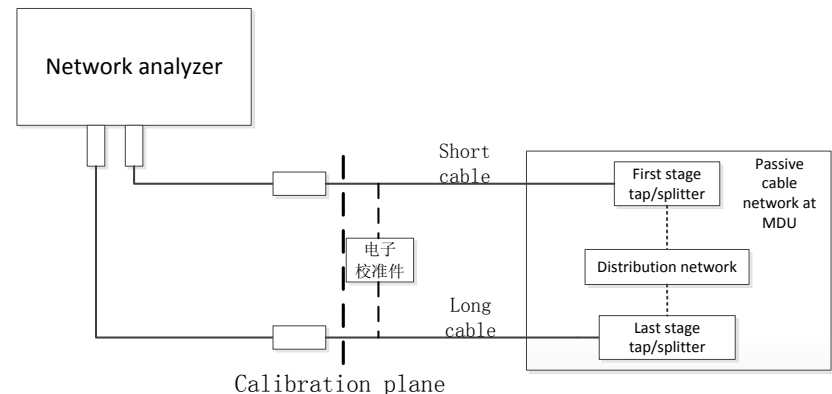 Network analyzer
Short
cable
First stage
tap/splitter
Passive
cable
network at
MDU
电子
校准件
Distribution network
Long
cable
Last stage
tap/splitter
Calibration plane